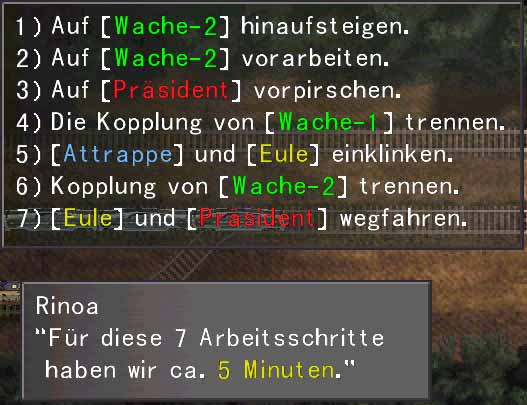 1) Auf [Wache-2] hinaufsteigen.
2) Auf [Wache-2] vorarbeiten.
3) Auf [Präsident] vorpirschen.
4) Die Kopplung von [Wache-1] trennen.
5) [Attrappe] und [Eule] einklinken.
6) Kopplung von [Wache-2] trennen.
7) [Eule] und [Präsident] wegfahren.
Rinoa
“Für diese 7 Arbeitsschritte
haben wir ca. 5 Minuten.”